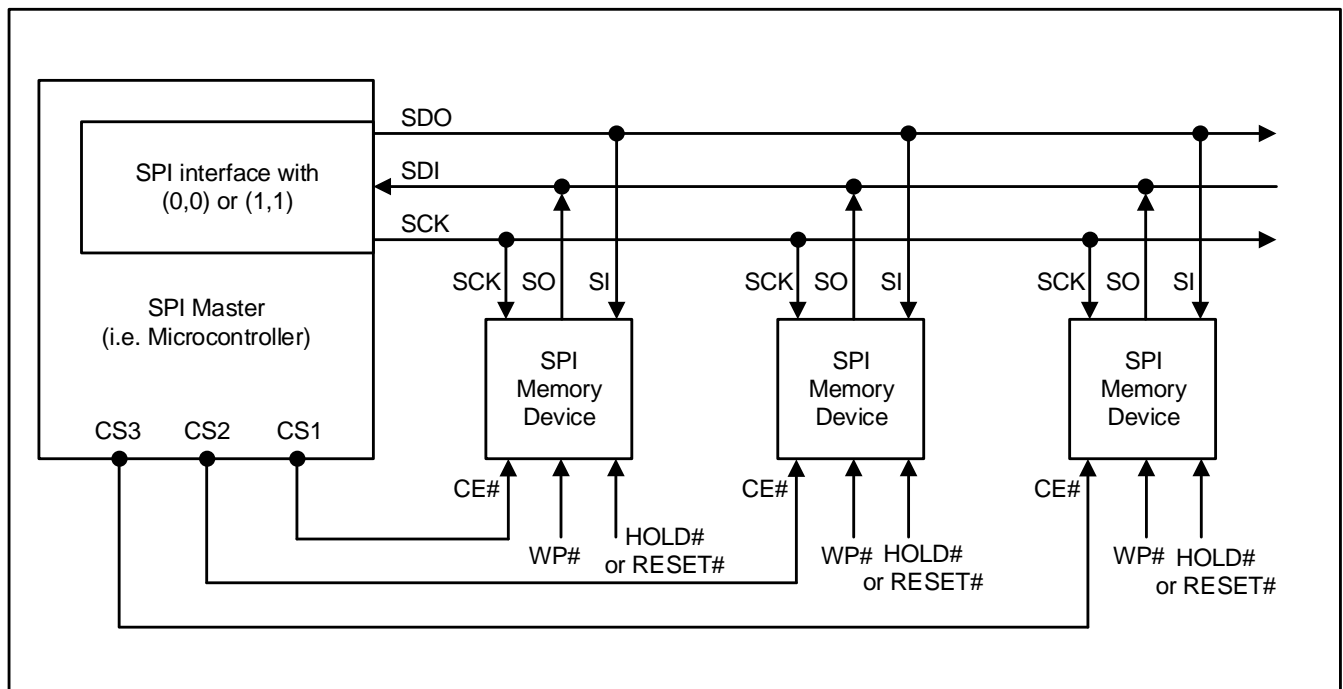 SDO
SPI interface with
(0,0) or (1,1)
SDI
SCK
SPI Master
(i.e. Microcontroller)
SCK SO SI
SCK SO SI
SCK SO SI
SPI
Memory
Device
SPI
Memory
Device
SPI
Memory
Device
CS3 CS2 CS1
CE#
WP#
HOLD#
or RESET#
CE#
WP#
HOLD#
or RESET#
CE#
WP#
HOLD#
or RESET#